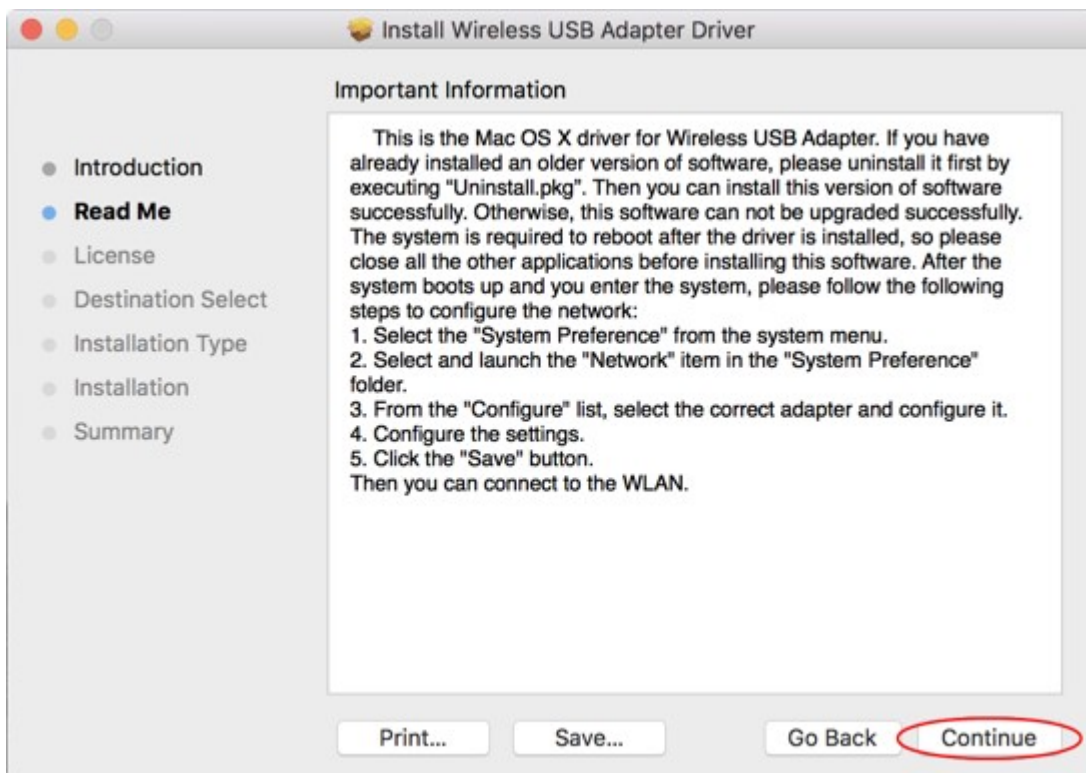 Install Wireless USB Adapter Driver
Important Information
Introduction
Read Me
License
Destination Select
Installation Type
Installation
Summary
This is the Mac OS X driver for Wireless USB Adapter. If you have
already installed an older version of software, please uninstall it first by
executing "Uninstall.pkg". Then you can install this version of software
successfully. Otherwise, this software can not be upgraded successfully.
The system is required to reboot after the driver is installed, so please
close all the other applications before installing this software. After the
system boots up and you enter the system, please follow the following
steps to configure the network:
1. Select the "System Preference" from the system menu.
2. Select and launch the "Network" item in the "System Preference"
folder.
3. From the "Configure" list, select the correct adapter and configure it.
4. Configure the settings.
5. Click the "Save" button.
Then you can connect to the WLAN.
Print...
Save...
Go Back
Continue